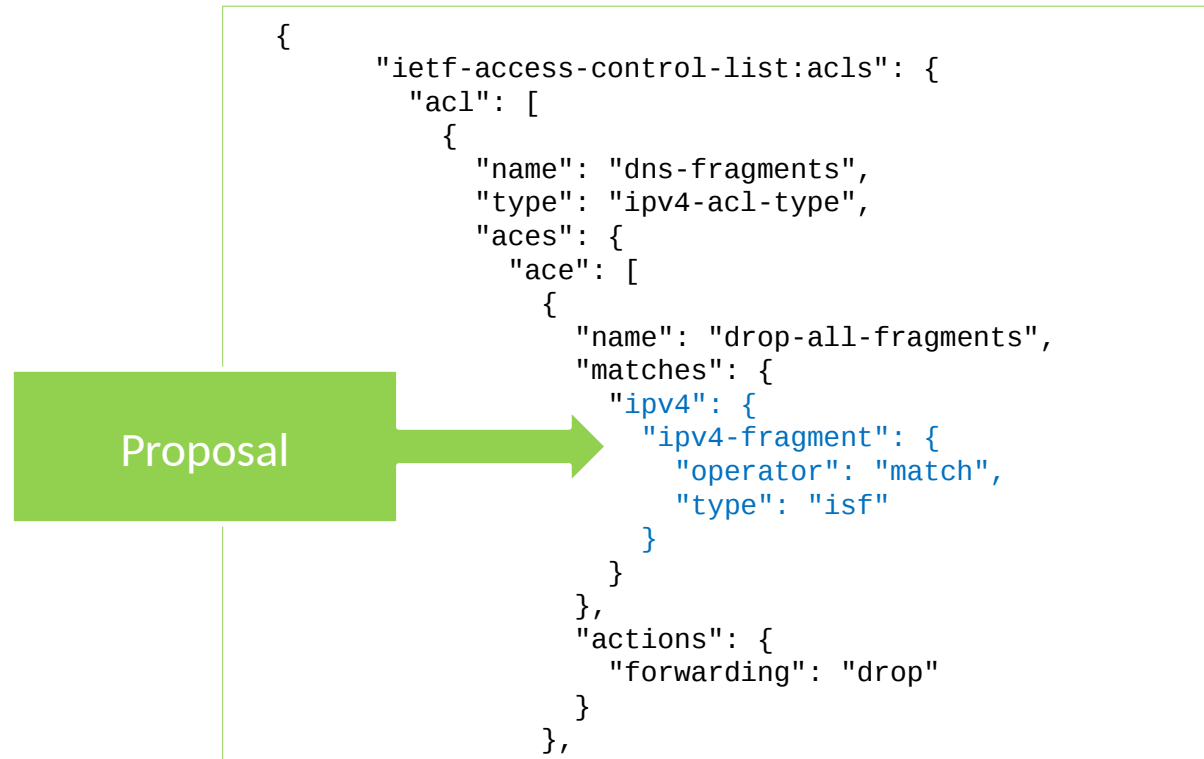 {
"ietf-access-control-list:acls": {
"acl": [
{
"name": "dns-fragments",
"type": "ipv4-acl-type",
"aces": {
"ace": [
{
"name": "drop-all-fragments",
"matches": {
"ipv4": {
"ipv4-fragment": {
"operator": "match",
"type": "isf"
}
}
},
"actions": {
"forwarding": "drop"
}
},
Proposal